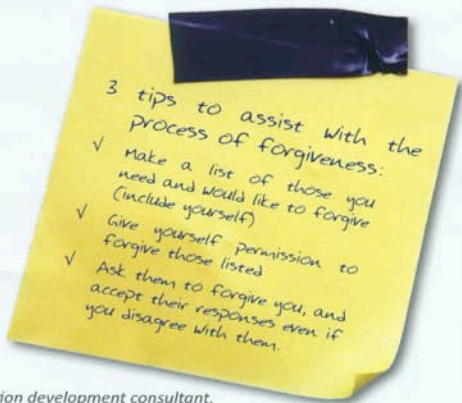 3 tips to assist with the
process of forgiveness:
√ Make a list of those you
need and would like to forgive
(include yourself)
√ Give yourself permission to
forgive those listed
√ Ask them to forgive you, and
accept their responses even if
you disagree with them.
ion development consultant.